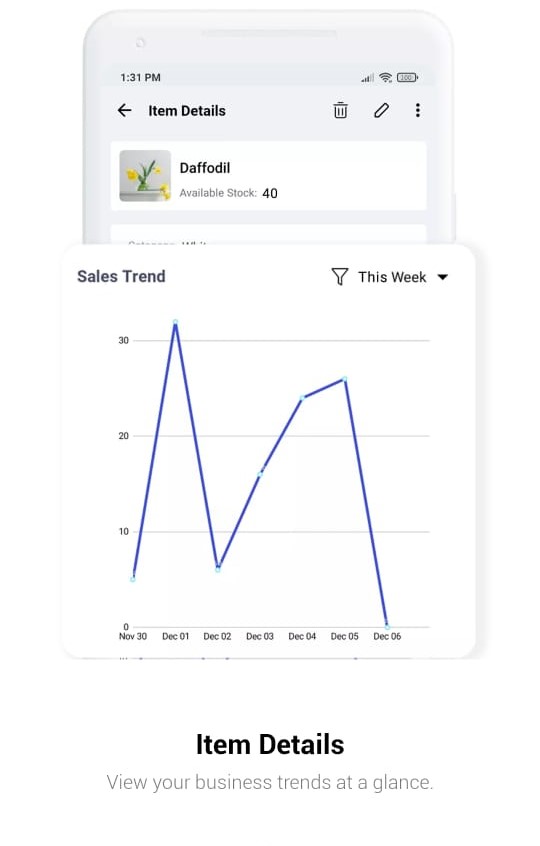 1:31 PM
100
Item Details
Daffodil
Available Stock: 40
Sales Trend
This Week
30
20
10
0
Nov 30 Dec 01 Dec 02 Dec 03 Dec 04 Dec 05 Dec 06
Item Details
View your business trends at a glance.